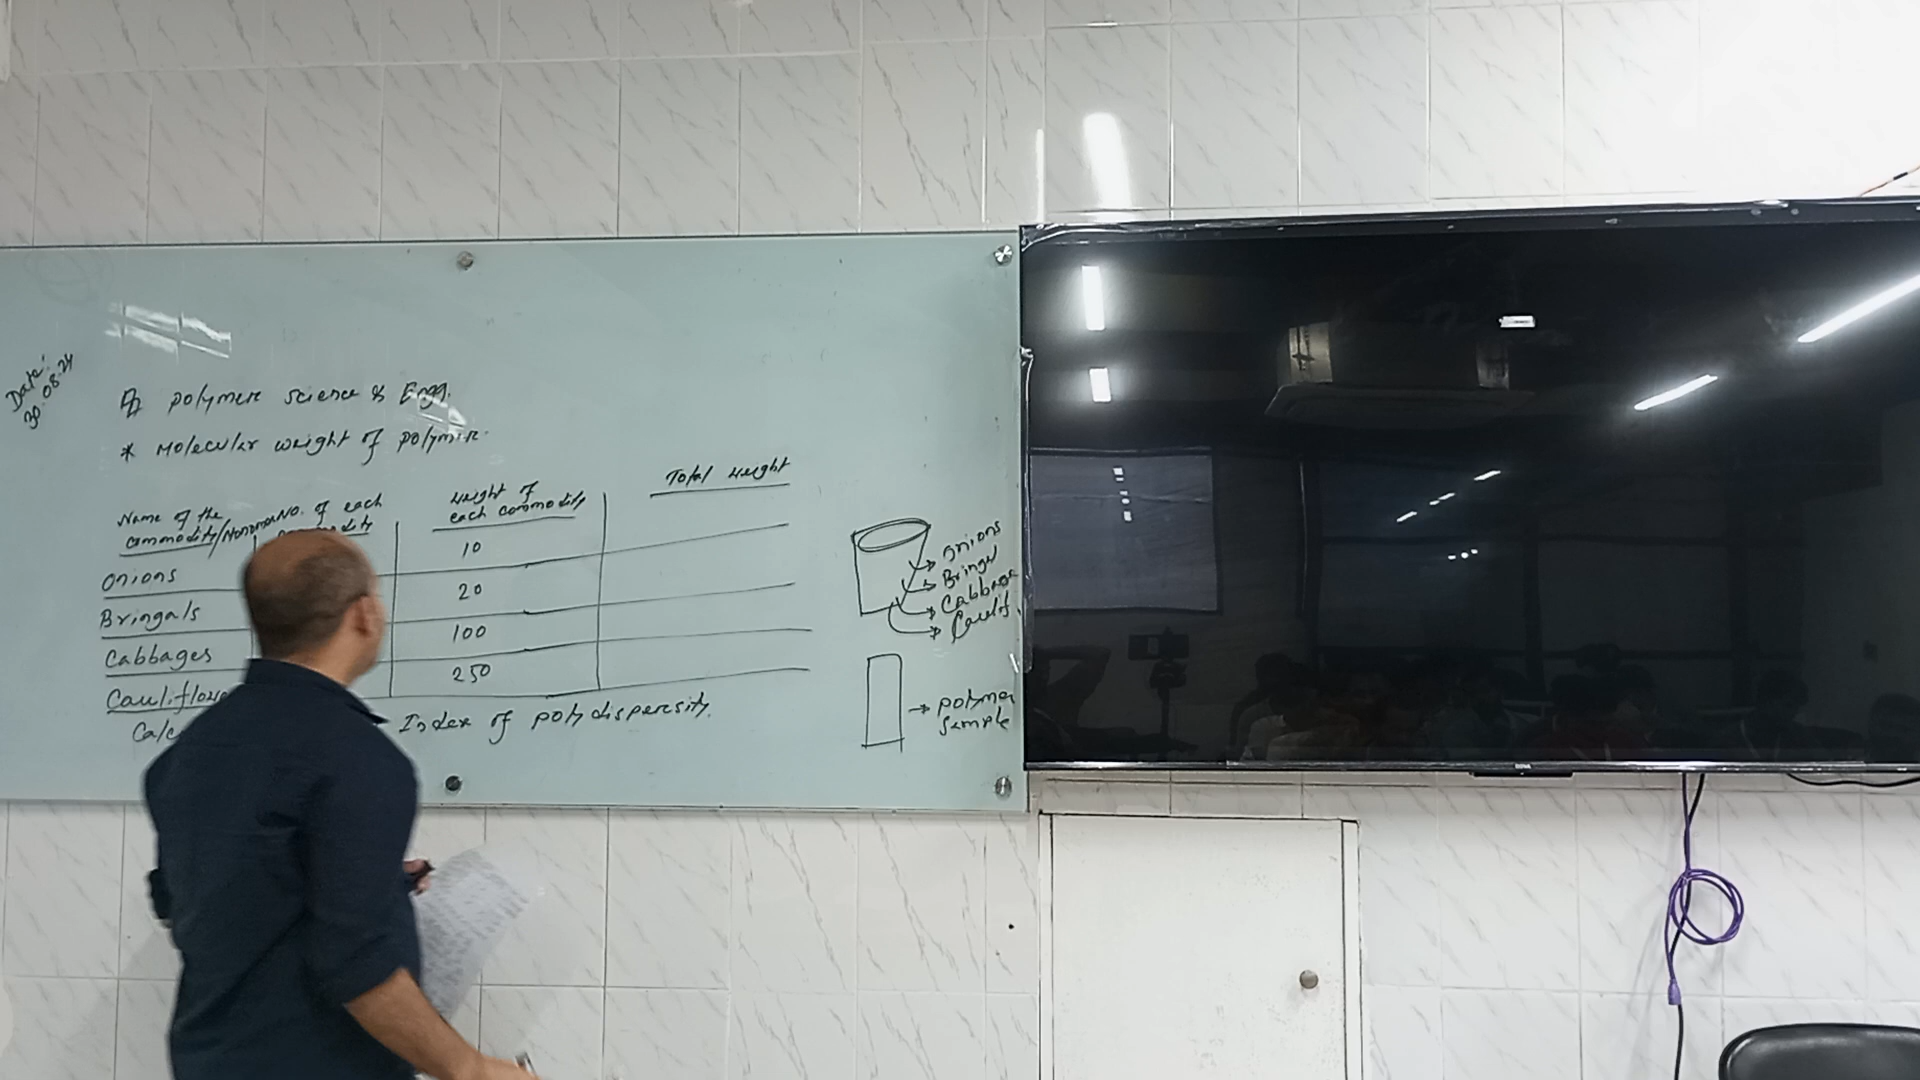 Date:
30.08.24
polymer science & Engg.
* Molecular weight of polymer.
Name of the
commodity/Monomer
No. of each
Weight of
each commodity
Total weight
Onions
10
Bringals
20
Cabbages
100
250
Index of polydispersity.
Onions
Bringal
Cabbage
Caulif.
polymer
sample